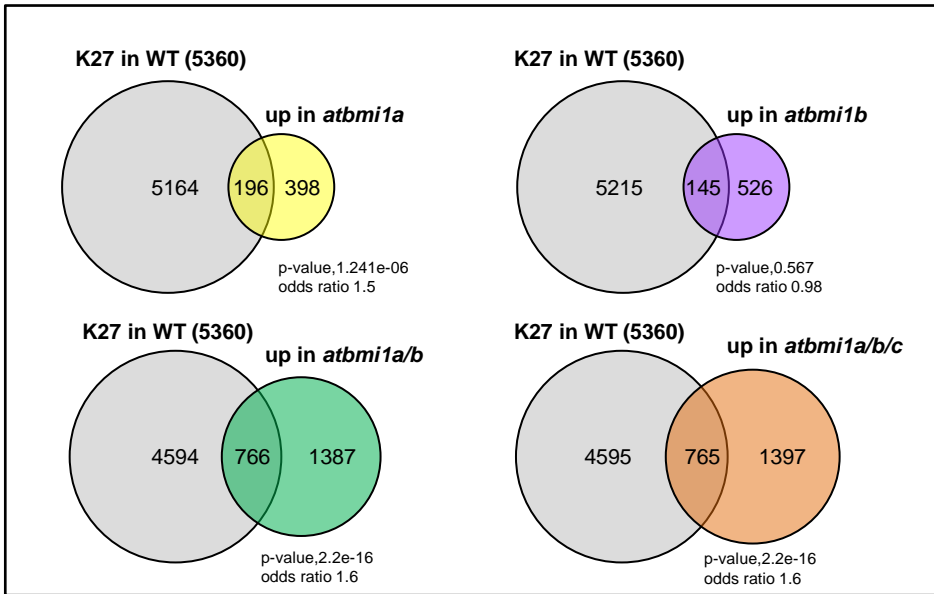 K27 in WT (5360)
up in atbmi1a
5164
196
398
p-value,1.241e-06
odds ratio 1.5
K27 in WT (5360)
up in atbmi1b
5215
145
526
p-value,0.567
odds ratio 0.98
K27 in WT (5360)
up in atbmi1a/b
4594
766
1387
p-value,2.2e-16
odds ratio 1.6
K27 in WT (5360)
up in atbmi1a/b/c
4595
765
1397
p-value,2.2e-16
odds ratio 1.6